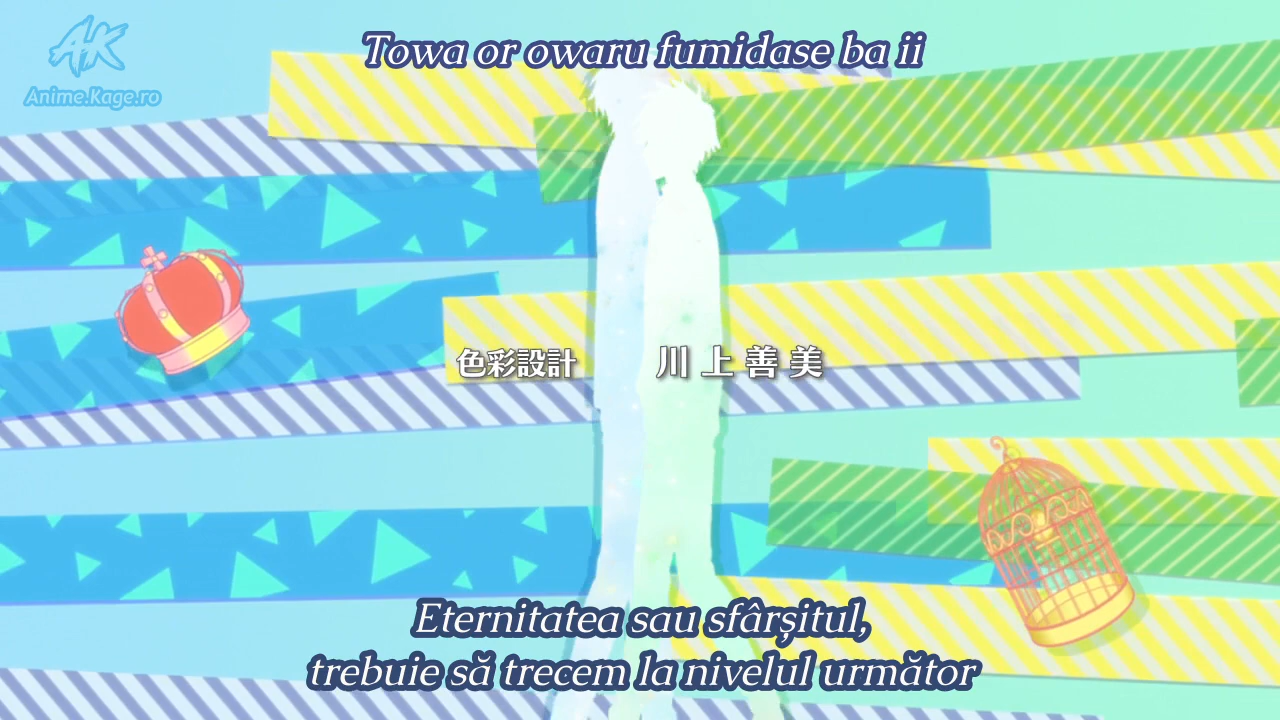 AK
Anime.Kage.ro
Towa or owaru fumidase ba ii
色彩設計 川上善美
Eternitatea sau sfârșitul,
trebuie să trecem la nivelul următor